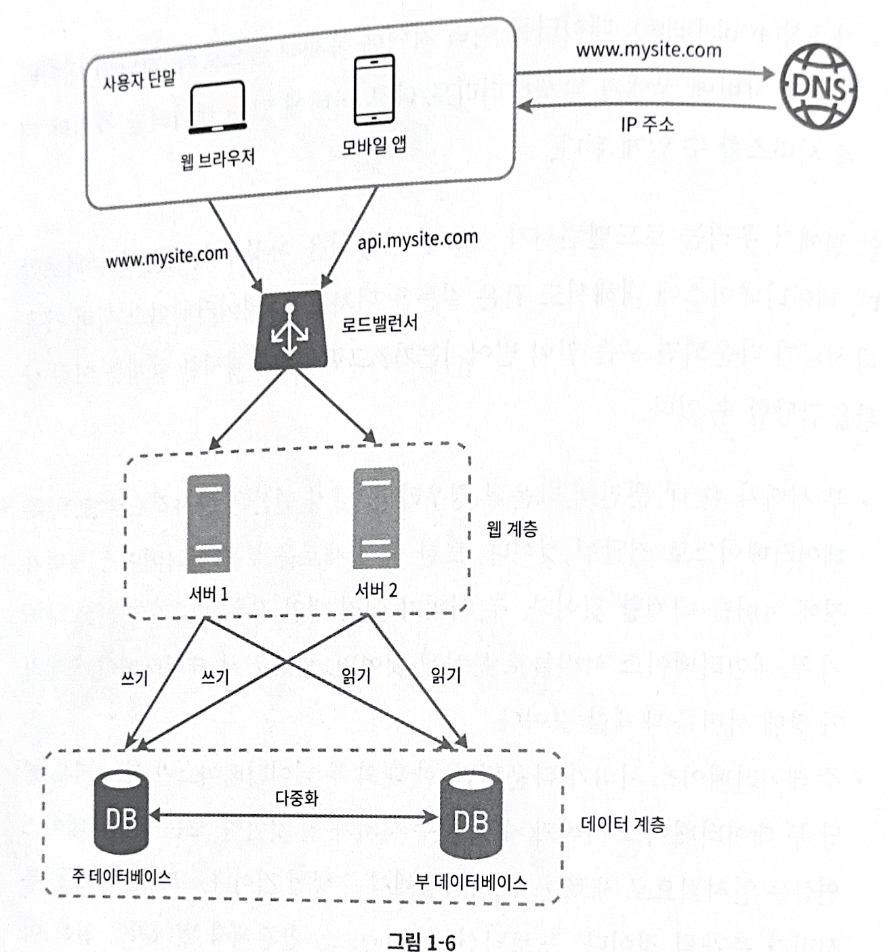 www.mysite.com
사용자 단말
DNS
IP 주소
웹 브라우저
모바일 앱
www.mysite.com
api.mysite.com
로드밸런서
웹 계층
서버 1
서버 2
쓰기
쓰기
읽기
읽기
다중화
DB
DB
데이터 계층
주 데이터베이스
부 데이터베이스
그림 1-6